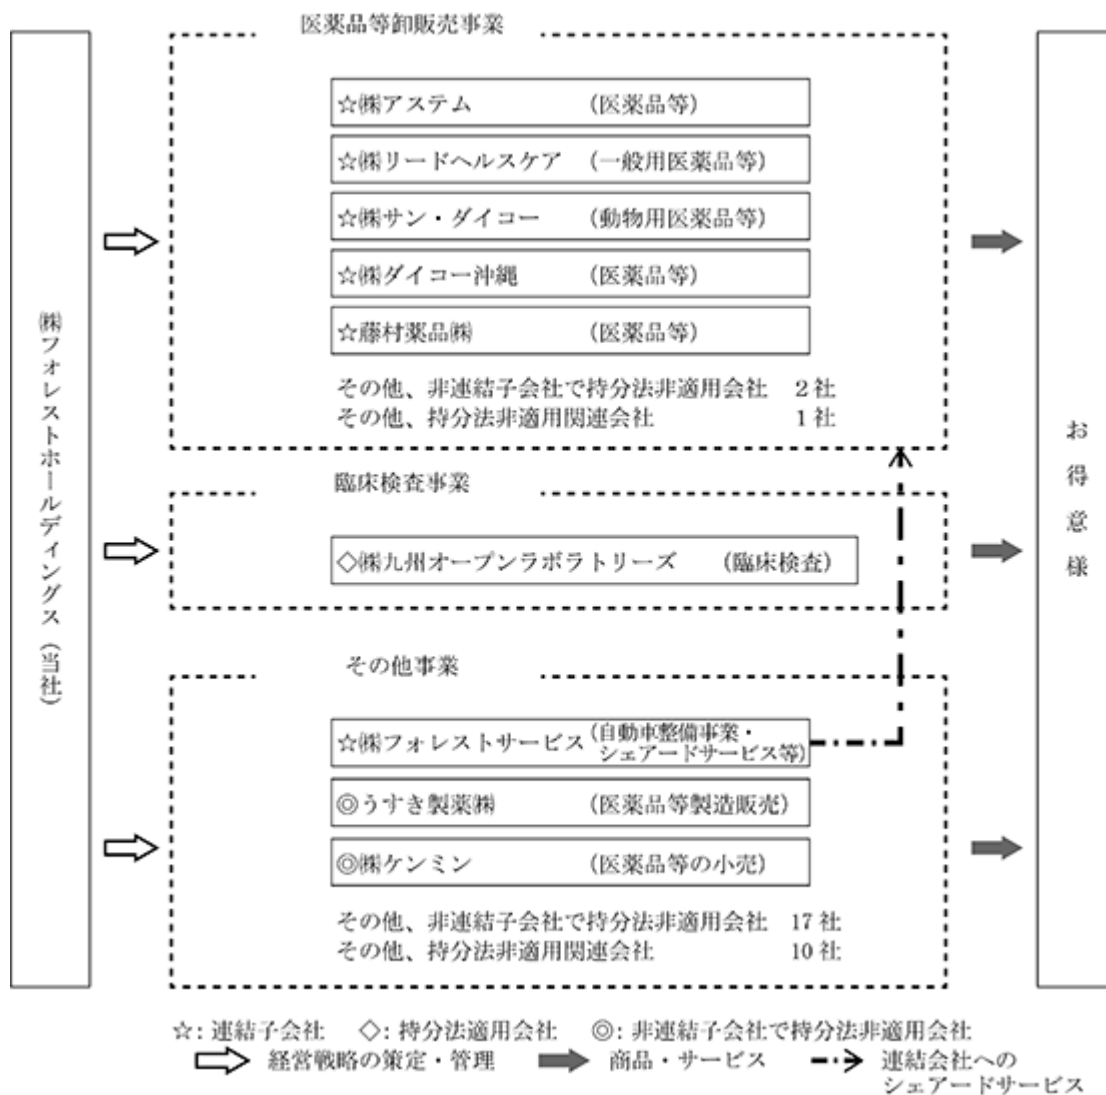 医薬品等卸販売事業
☆㈱アステム (医薬品等)
☆㈱リードヘルスケア (一般用医薬品等)
☆㈱サン・ダイコー (動物用医薬品等)
☆㈱ダイコー沖縄 (医薬品等)
☆藤村薬品㈱ (医薬品等)
その他、非連結子会社で持分法非適用会社 2社
その他、持分法非適用関連会社 1社
㈱フォレストホールディングス(当社)
お得意様
臨床検査事業
◇㈱九州オープンラボラトリーズ (臨床検査)
その他事業
☆㈱フォレストサービス (自動車整備事業・
シェアードサービス等)
◎うすき製薬㈱ (医薬品等製造販売)
◎㈱ケンミン (医薬品等の小売)
その他、非連結子会社で持分法非適用会社 17社
その他、持分法非適用関連会社 10社
☆: 連結子会社 ◇: 持分法適用会社 ◎: 非連結子会社で持分法非適用会社
経営戦略の策定・管理 商品・サービス 連結会社への
シェアードサービス